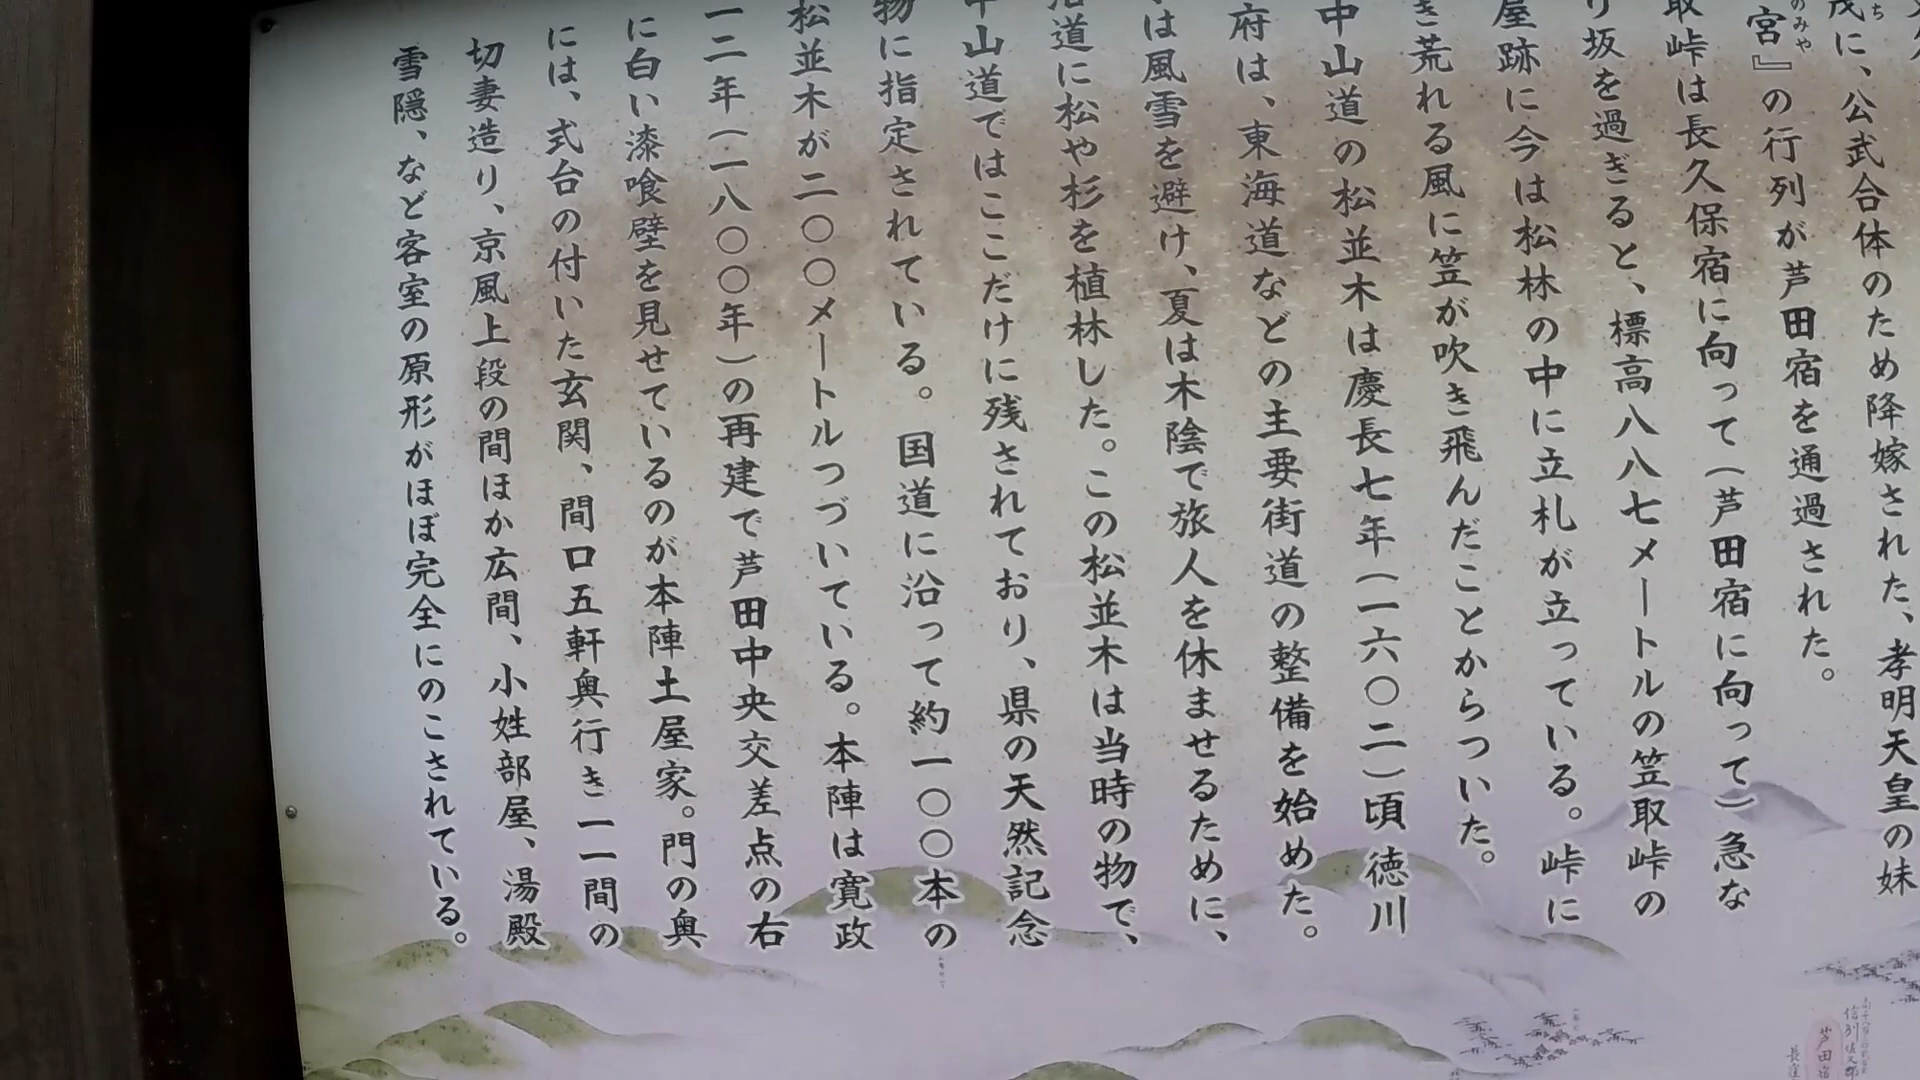 茂に、公武合体のため降嫁された、孝明天皇の妹
宮』の行列が芦田宿を通過された。
取峠は長久保宿に向って(芦田宿に向って)急な
り坂を過ぎると、標高八八七メートルの笠取峠の
屋跡に今は松林の中に立札が立っている。峠に
き荒れる風に笠が吹き飛んだことからついた。
中山道の松並木は慶長七年(一六〇二)頃徳川
府は、東海道などの主要街道の整備を始めた。
は風雪を避け、夏は木陰で旅人を休ませるために、
沿道に松や杉を植林した。この松並木は当時の物で、
中山道ではここだけに残されており、県の天然記念
物に指定されている。国道に沿って約一〇〇本の
松並木が二〇〇メートルつづいている。本陣は寛政
一二年(一八〇〇年)の再建で芦田中央交差点の右
に白い漆喰壁を見せているのが本陣土屋家。門の奥
には、式台の付いた玄関、間口五軒奥行き一一間の
切妻造り、京風上段の間ほか広間、小姓部屋、湯殿
雪隠、など客室の原形がほぼ完全にのこされている。
芦田宿